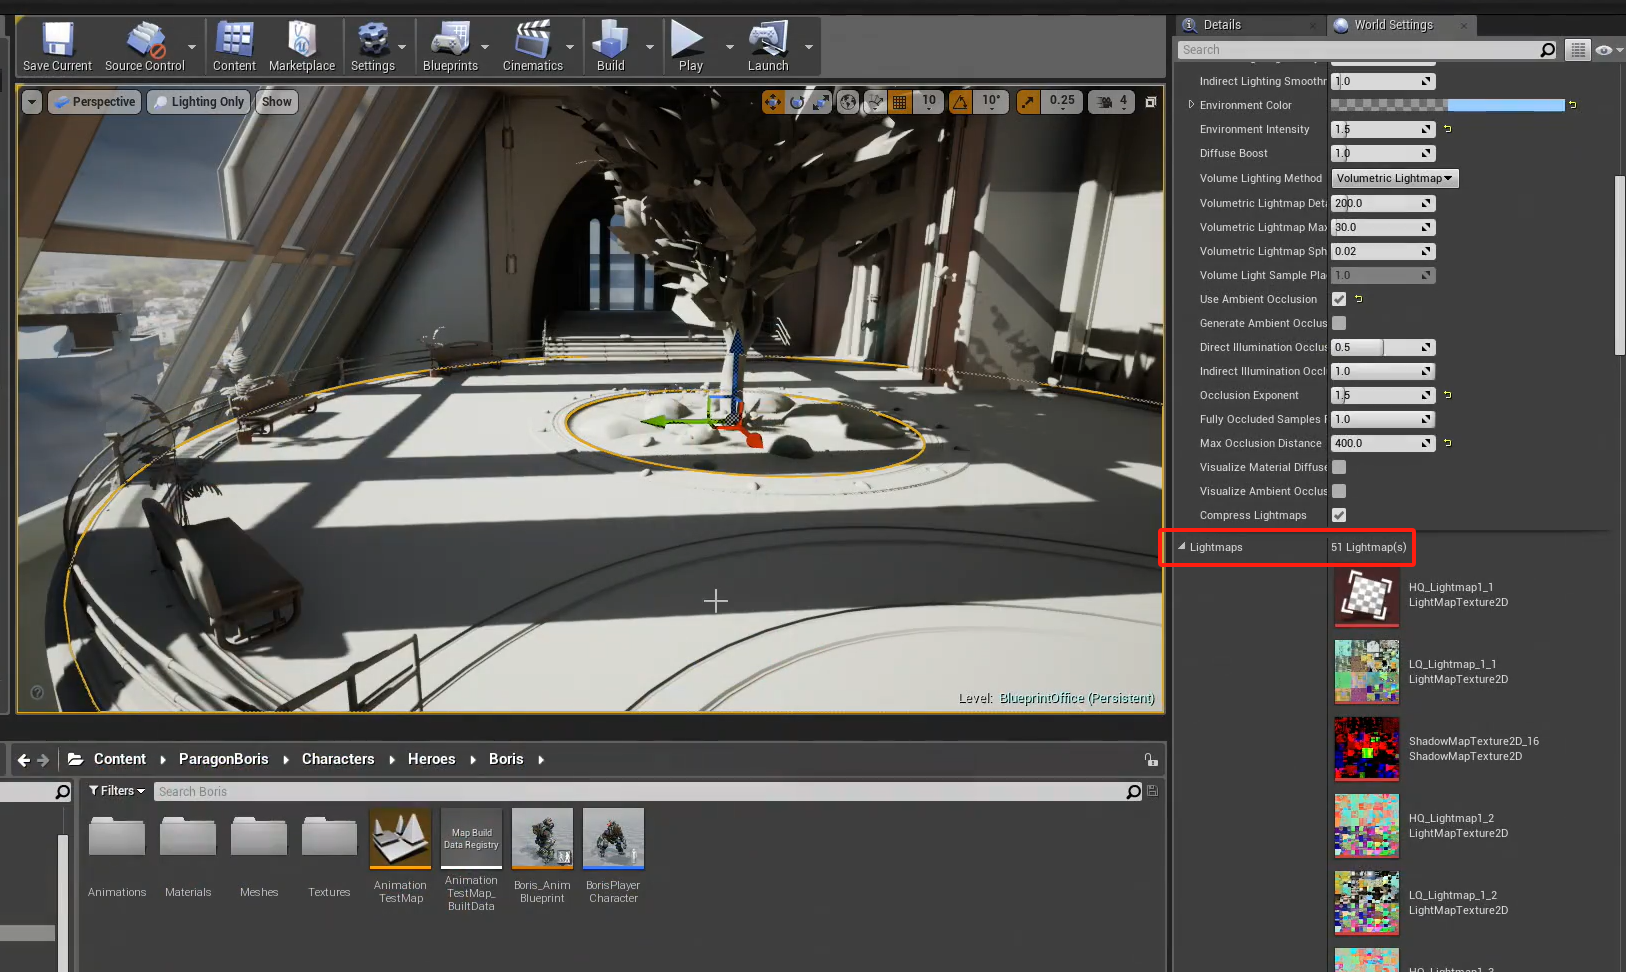 Details
World Settings
Save Current
Source Control
Content
Marketplace
Settings
Blueprints
Cinematics
Build
Play
Launch
Search
Perspective
Lighting Only
Show
10
10°
0.25
4
Level: BlueprintOffice (Persistent)
Indirect Lighting Smoothr 1.0
Environment Color
Environment Intensity 1.5
Diffuse Boost 1.0
Volume Lighting Method Volumetric Lightmap
Volumetric Lightmap Deta 200.0
Volumetric Lightmap Max 30.0
Volumetric Lightmap Sph 0.02
Volume Light Sample Pla 1.0
Use Ambient Occlusion
Generate Ambient Occlus
Direct Illumination Occlus 0.5
Indirect Illumination Occl 1.0
Occlusion Exponent 1.5
Fully Occluded Samples F 1.0
Max Occlusion Distance 400.0
Visualize Material Diffuse
Visualize Ambient Occlus
Compress Lightmaps
Lightmaps 51 Lightmap(s)
HQ_Lightmap1_1
LightMapTexture2D
LQ_Lightmap_1_1
LightMapTexture2D
ShadowMapTexture2D_16
ShadowMapTexture2D
HQ_Lightmap1_2
LightMapTexture2D
LQ_Lightmap_1_2
LightMapTexture2D
Content
ParagonBoris
Characters
Heroes
Boris
Filters
Search Boris
Animations
Materials
Meshes
Textures
Animation
TestMap
Map Build
Data Registry
Animation
TestMap_
BuiltData
Boris_Anim
Blueprint
BorisPlayer
Character